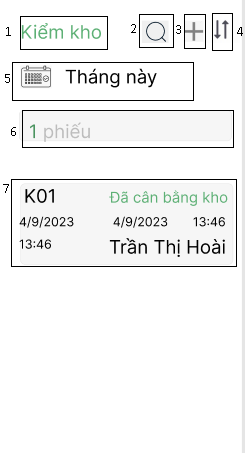 1 Kiểm kho 2 3 4
5 Tháng này
6 1 phiếu
7 K01 Đã cân bằng kho
4/9/2023 4/9/2023 13:46
13:46 Trần Thị Hoài